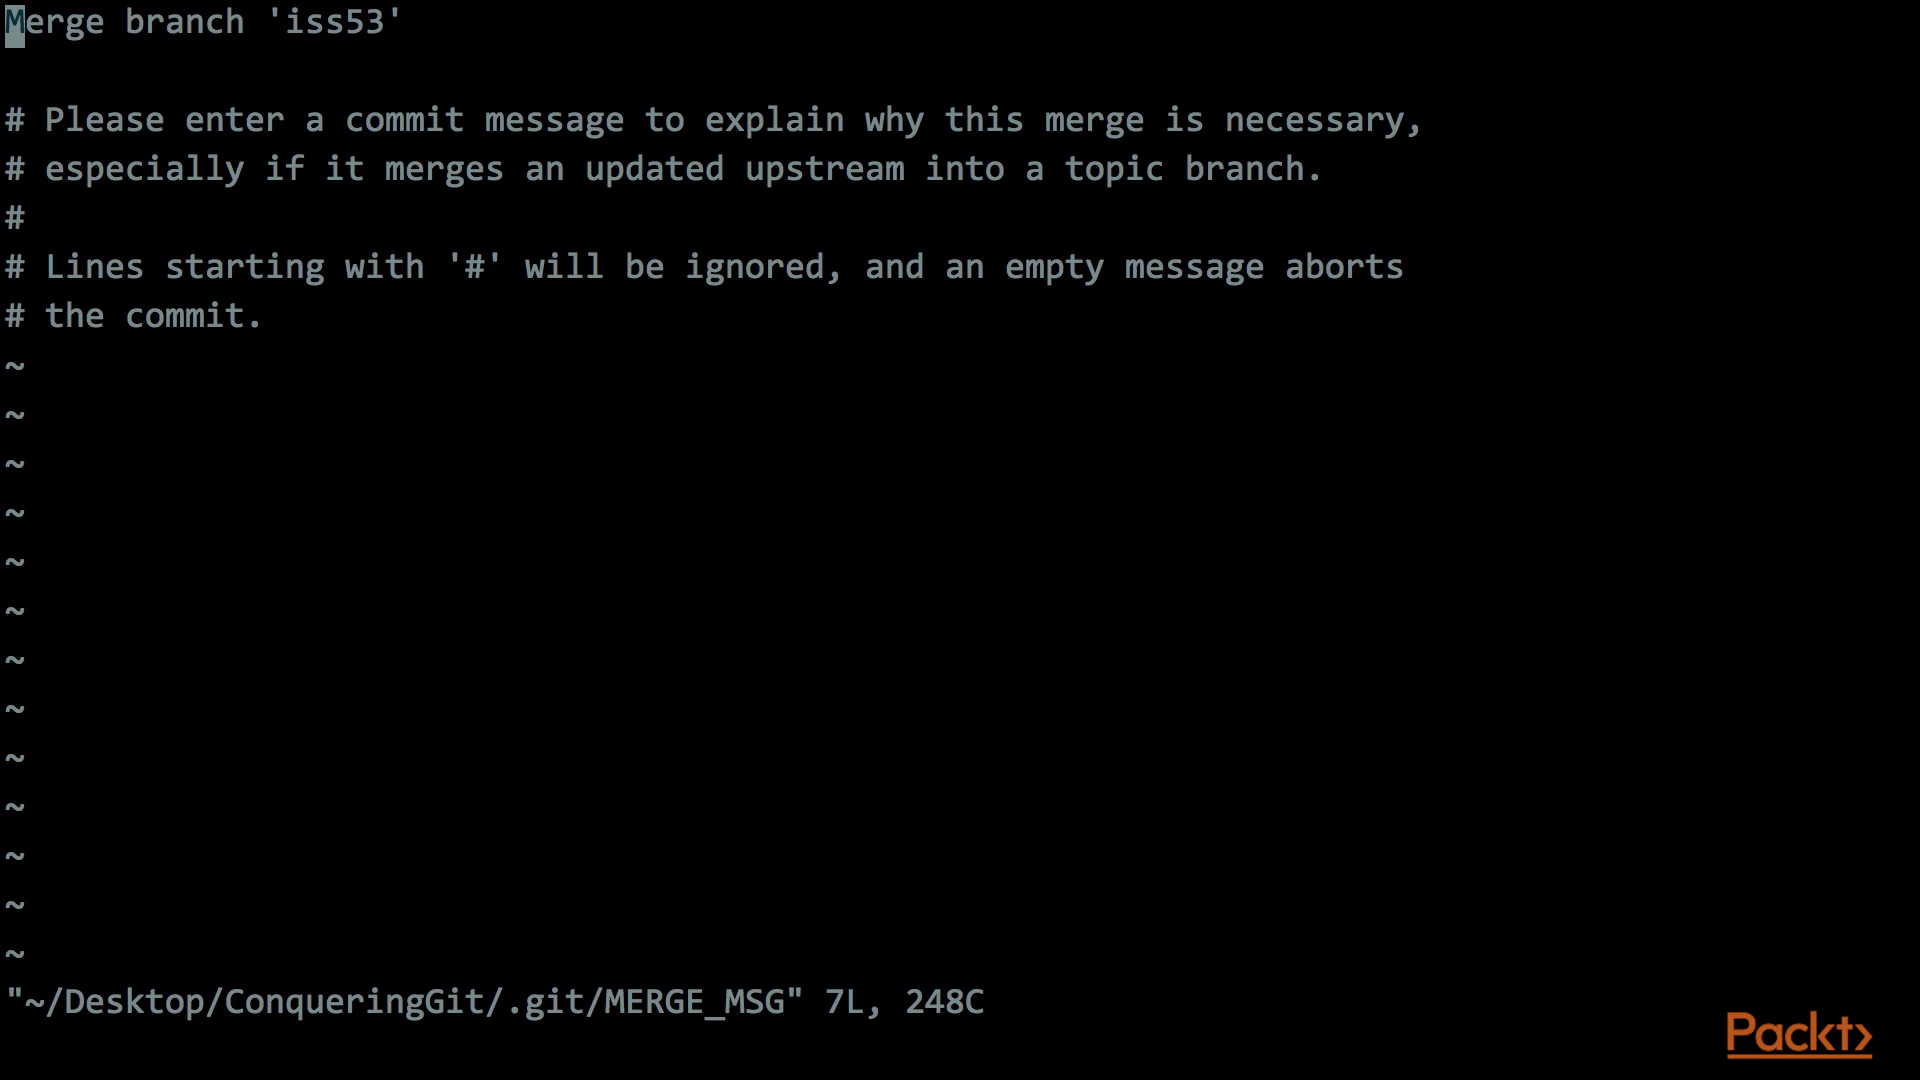 Merge branch 'iss53'
# Please enter a commit message to explain why this merge is necessary,
# especially if it merges an updated upstream into a topic branch.
#
# Lines starting with '#' will be ignored, and an empty message aborts
# the commit.
~
~
~
~
~
~
~
~
~
~
~
~
~
"~/Desktop/ConqueringGit/.git/MERGE_MSG" 7L, 248C
Packt>